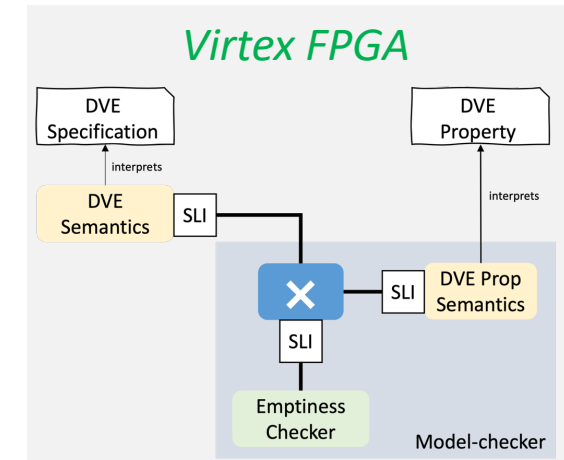 Virtex FPGA
DVE
Specification
DVE
Property
interprets
interprets
DVE
Semantics
SLI
SLI
DVE Prop
Semantics
SLI
Emptiness
Checker
Model-checker